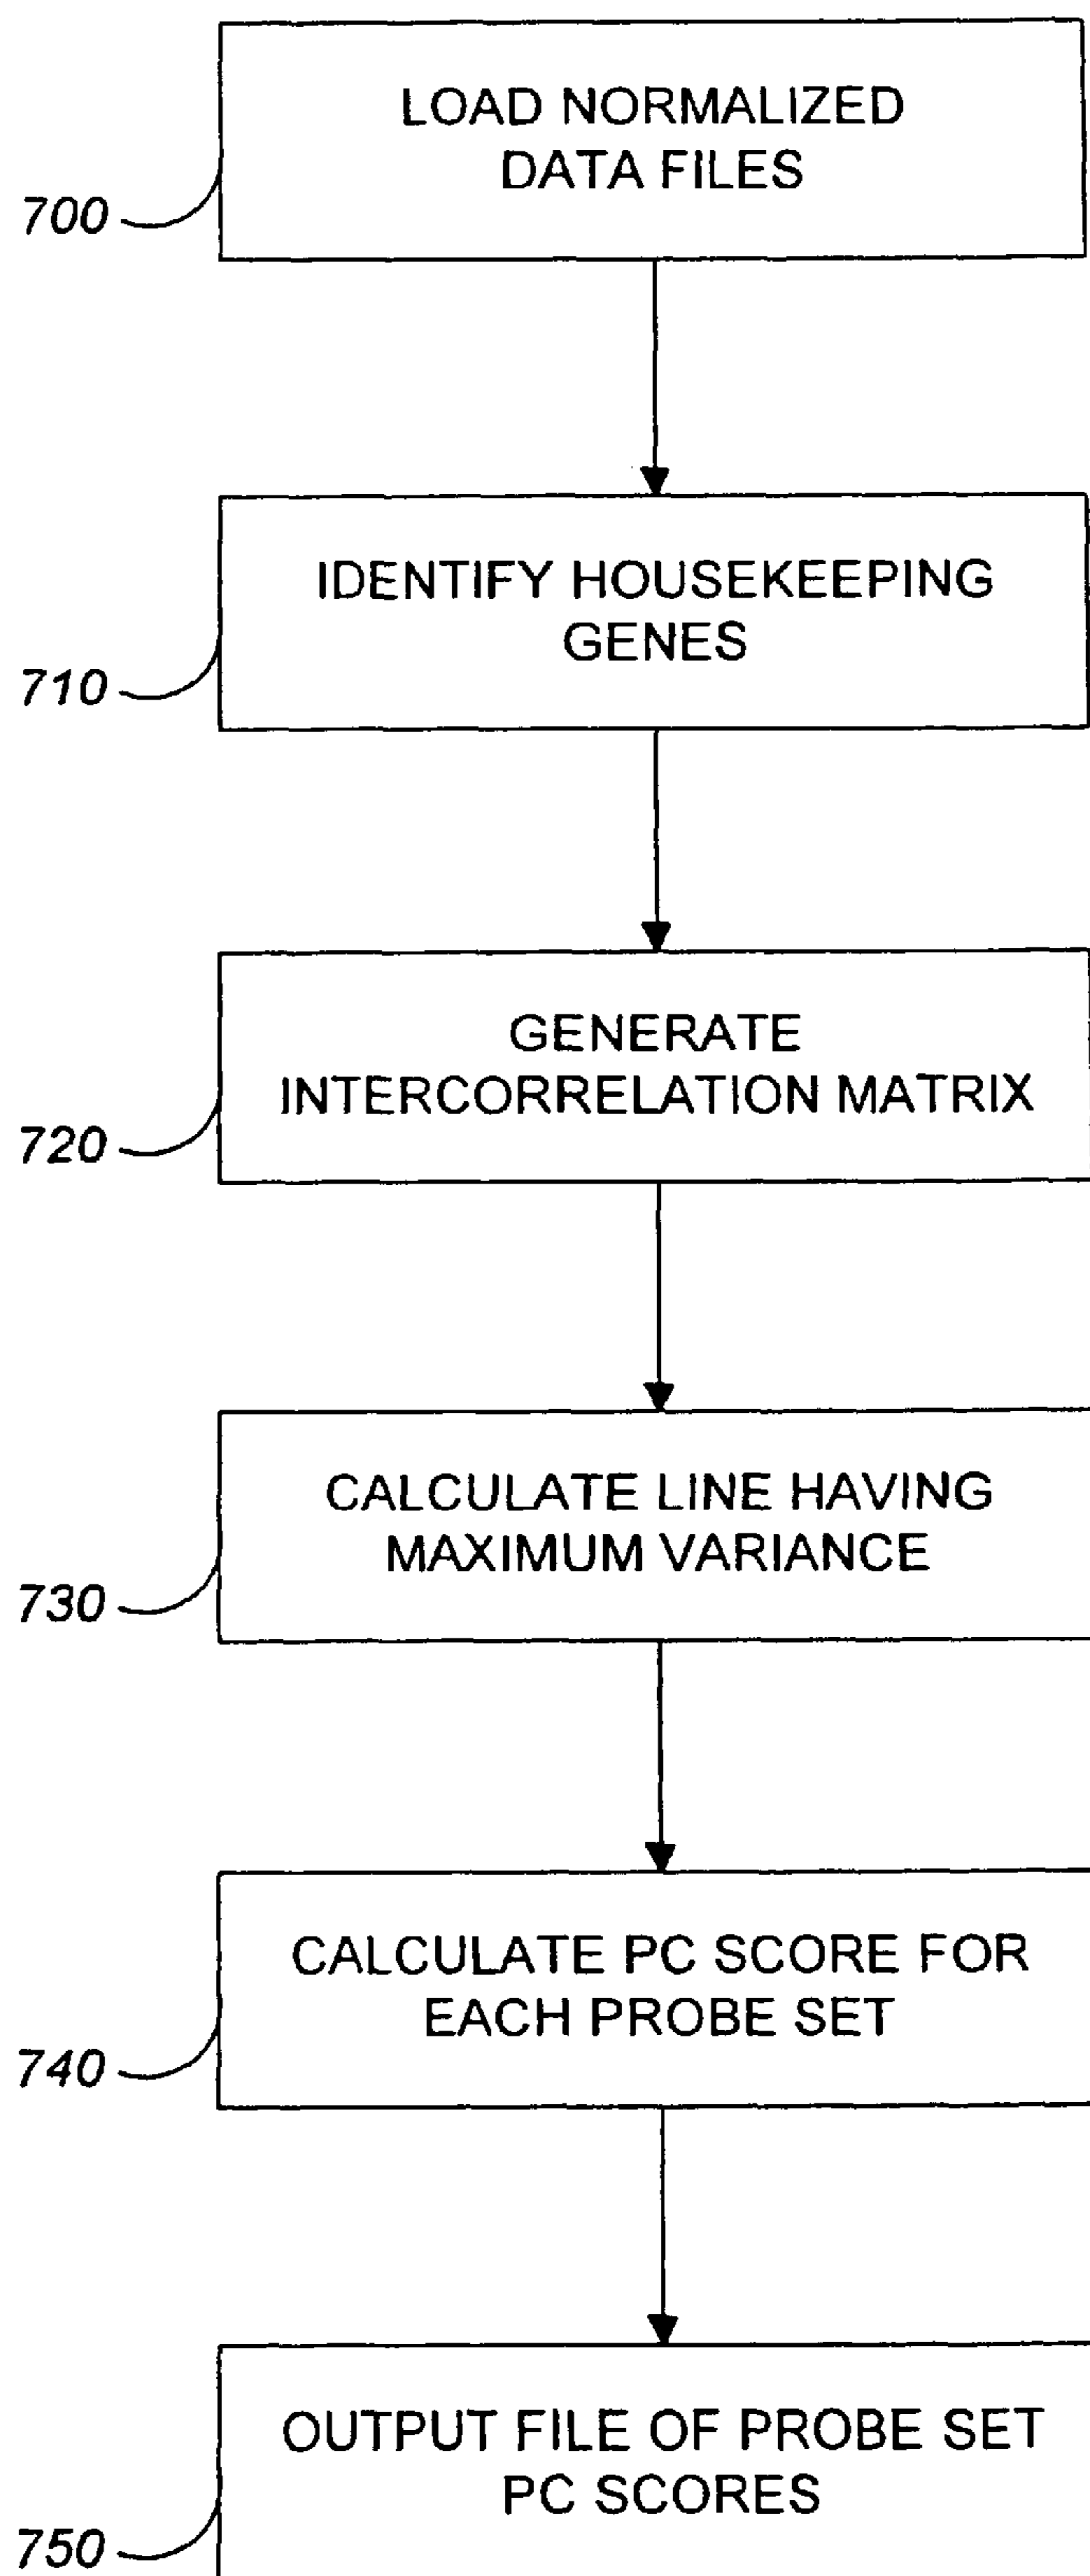 LOAD NORMALIZED
DATA FILES
700
IDENTIFY HOUSEKEEPING
GENES
710
GENERATE
INTERCORRELATION MATRIX
720
CALCULATE LINE HAVING
MAXIMUM VARIANCE
730
CALCULATE PC SCORE FOR
EACH PROBE SET
740
OUTPUT FILE OF PROBE SET
PC SCORES
750